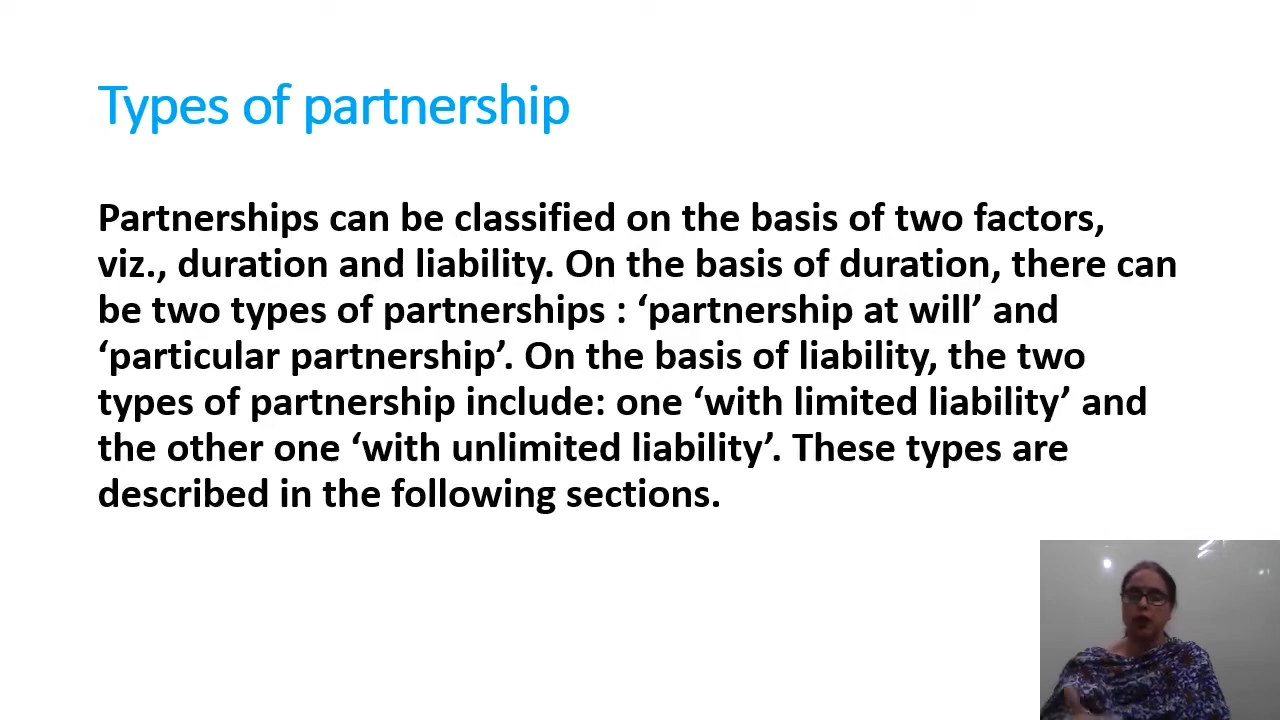 Types of partnership
Partnerships can be classified on the basis of two factors,
viz., duration and liability. On the basis of duration, there can
be two types of partnerships : ‘partnership at will’ and
‘particular partnership’. On the basis of liability, the two
types of partnership include: one ‘with limited liability’ and
the other one ‘with unlimited liability’. These types are
described in the following sections.